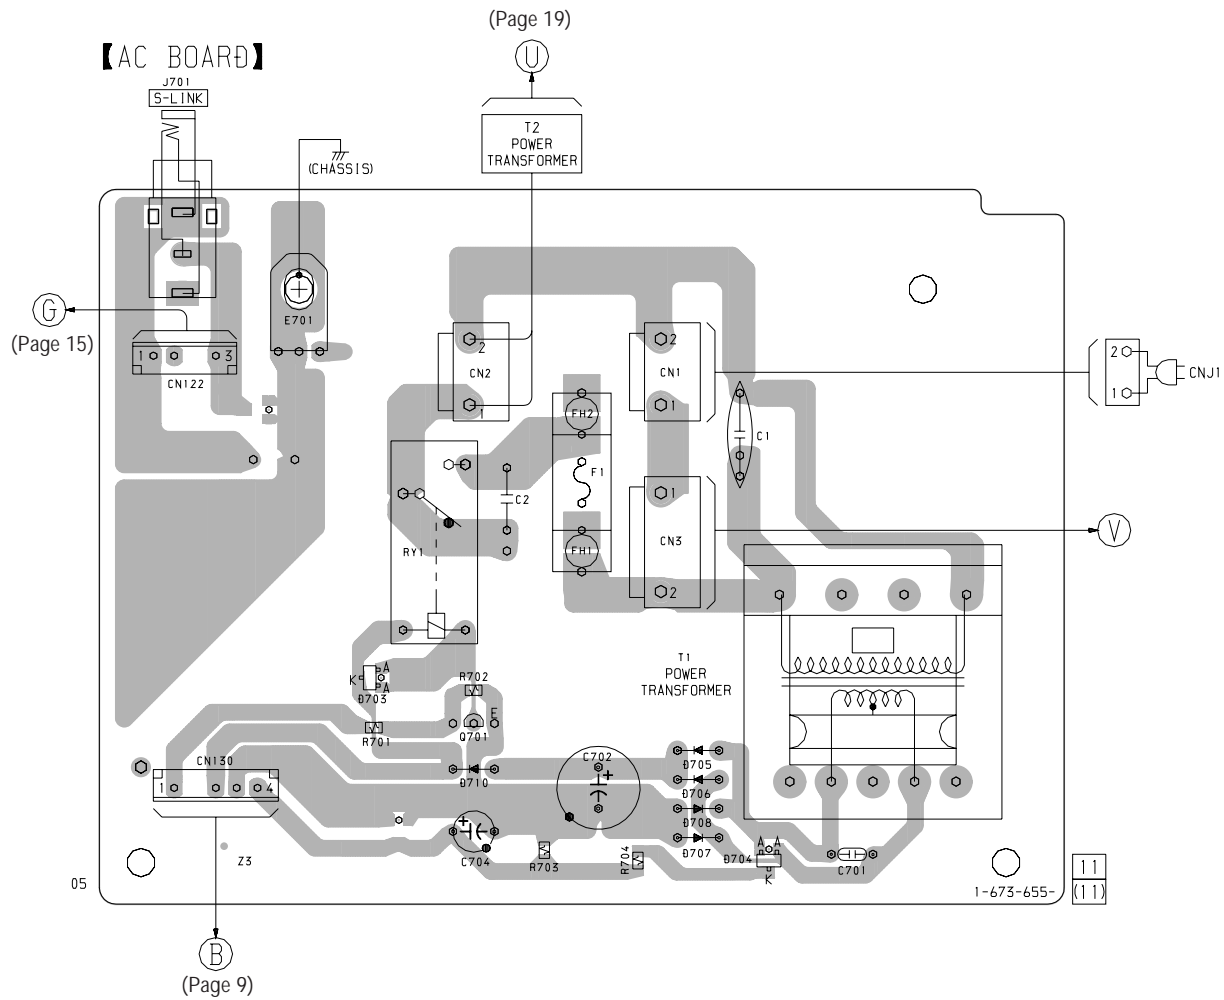 (Page 19)
U
【AC BOARD】
J701
S-LINK
T2
POWER
TRANSFORMER
(CHASSIS)
G
(Page 15)
E701
1 3
CN122
2
CN2
1
2
CN1
1
2
1
CNJ1
FH2
C1
F1
C2
1
CN3
2
V
RY1
FH1
T1
POWER
TRANSFORMER
A
K
A
D703
R702
E
R701
Q701
CN130
1 4
D710
C702
+
D705
D706
D708
D707
+
C704
R703
R704
D704
A A
K
C701
Z3
05
1-673-655-
11
(11)
B
(Page 9)